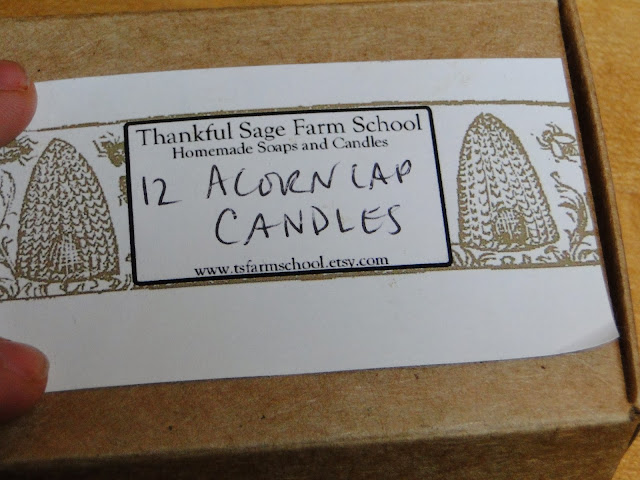 Thankful Sage Farm School
Homemade Soaps and Candles
12 ACORN CAP
CANDLES
www.tsfarmschool.etsy.com